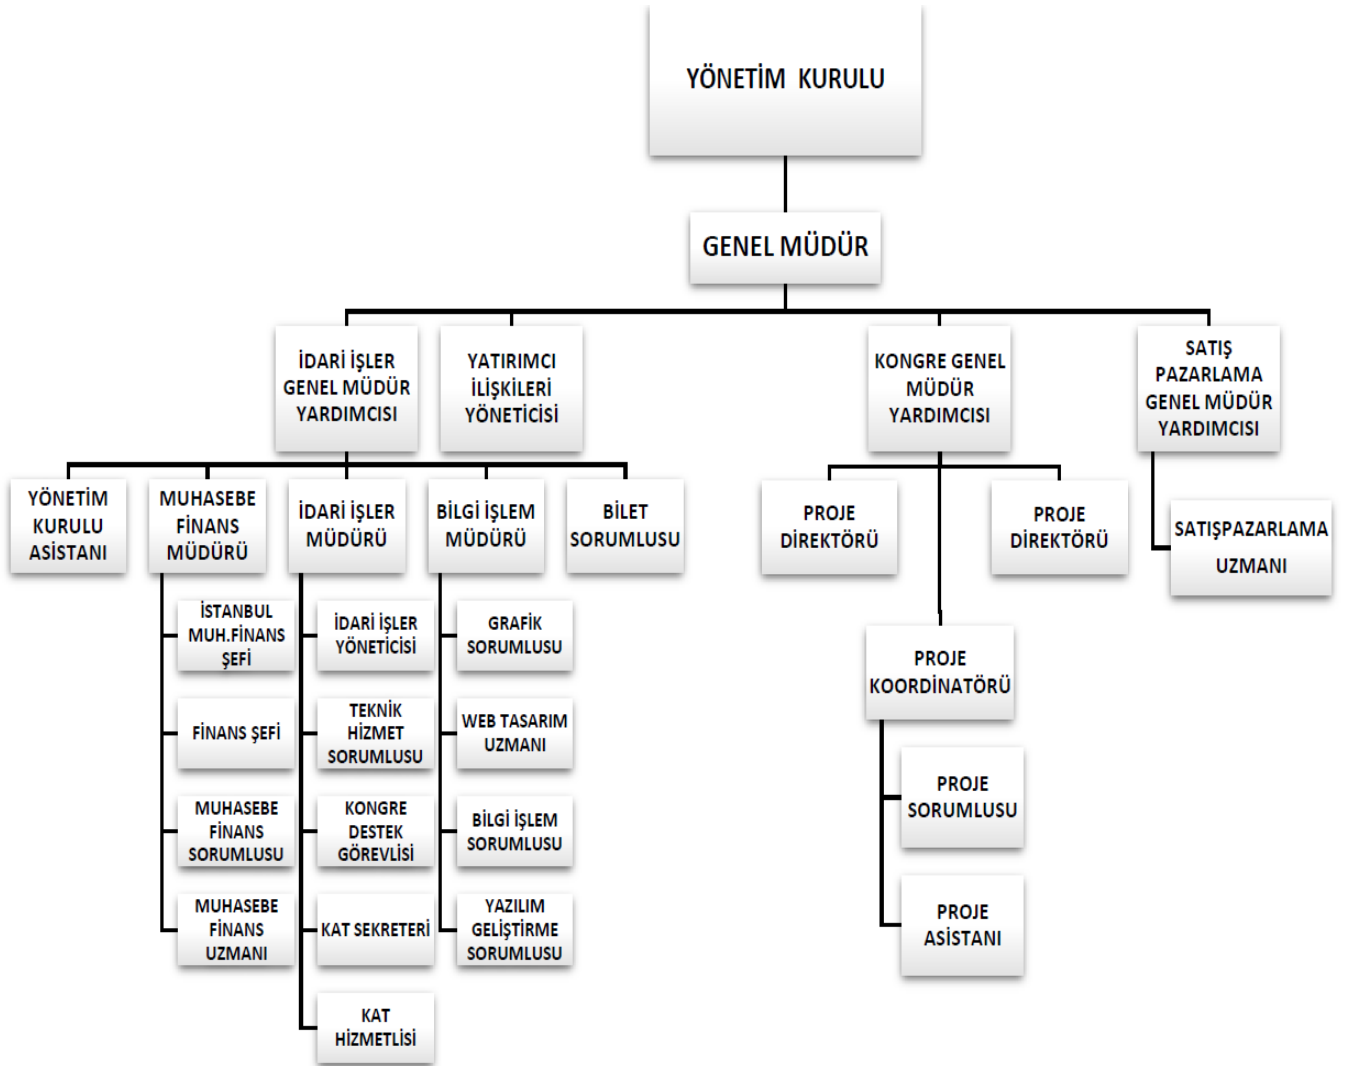 YÖNETİM KURULU
GENEL MÜDÜR
İDARİ İŞLER
GENEL MÜDÜR
YARDIMCISI
YATIRIMCI
İLİŞKİLERİ
YÖNETİCİSİ
KONGRE GENEL
MÜDÜR
YARDIMCISI
SATIŞ
PAZARLAMA
GENEL MÜDÜR
YARDIMCISI
YÖNETİM
KURULU
ASİSTANI
MUHASEBE
FİNANS
MÜDÜRÜ
İDARİ İŞLER
MÜDÜRÜ
BİLGİ İŞLEM
MÜDÜRÜ
BİLET
SORUMLUSU
PROJE
DİREKTÖRÜ
PROJE
DİREKTÖRÜ
SATIŞPAZARLAMA
UZMANI
İSTANBUL
MUH.FİNANS
ŞEFİ
FİNANS ŞEFİ
MUHASEBE
FİNANS
SORUMLUSU
MUHASEBE
FİNANS
UZMANI
İDARİ İŞLER
YÖNETİCİSİ
TEKNİK
HİZMET
SORUMLUSU
KONGRE
DESTEK
GÖREVLİSİ
KAT SEKRETERİ
KAT
HİZMETLİSİ
GRAFİK
SORUMLUSU
WEB TASARIM
UZMANI
BİLGİ İŞLEM
SORUMLUSU
YAZILIM
GELİŞTİRME
SORUMLUSU
PROJE
KOORDİNATÖRÜ
PROJE
SORUMLUSU
PROJE
ASİSTANI